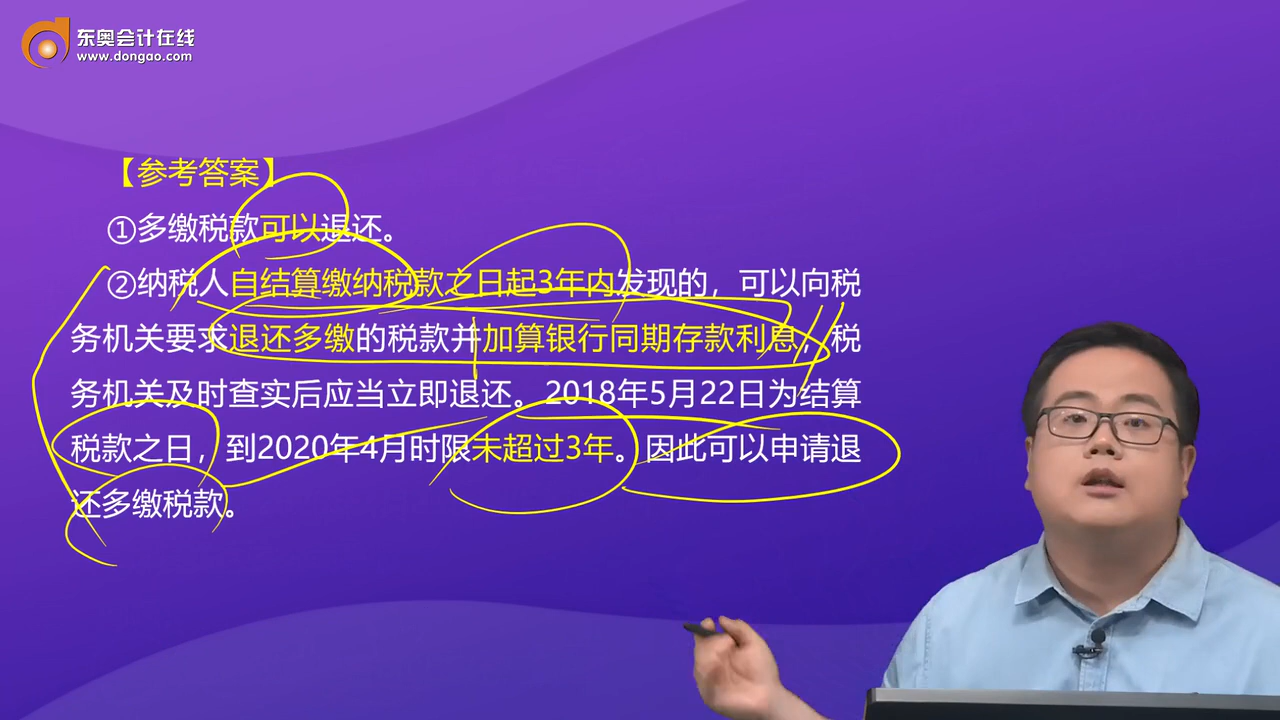 东奥会计在线
www.dongao.com
【参考答案】
①多缴税款可以退还。
②纳税人自结算缴纳税款之日起3年内发现的，可以向税
务机关要求退还多缴的税款并加算银行同期存款利息，税
务机关及时查实后应当立即退还。2018年5月22日为结算
税款之日，到2020年4月时限未超过3年。因此可以申请退
还多缴税款。